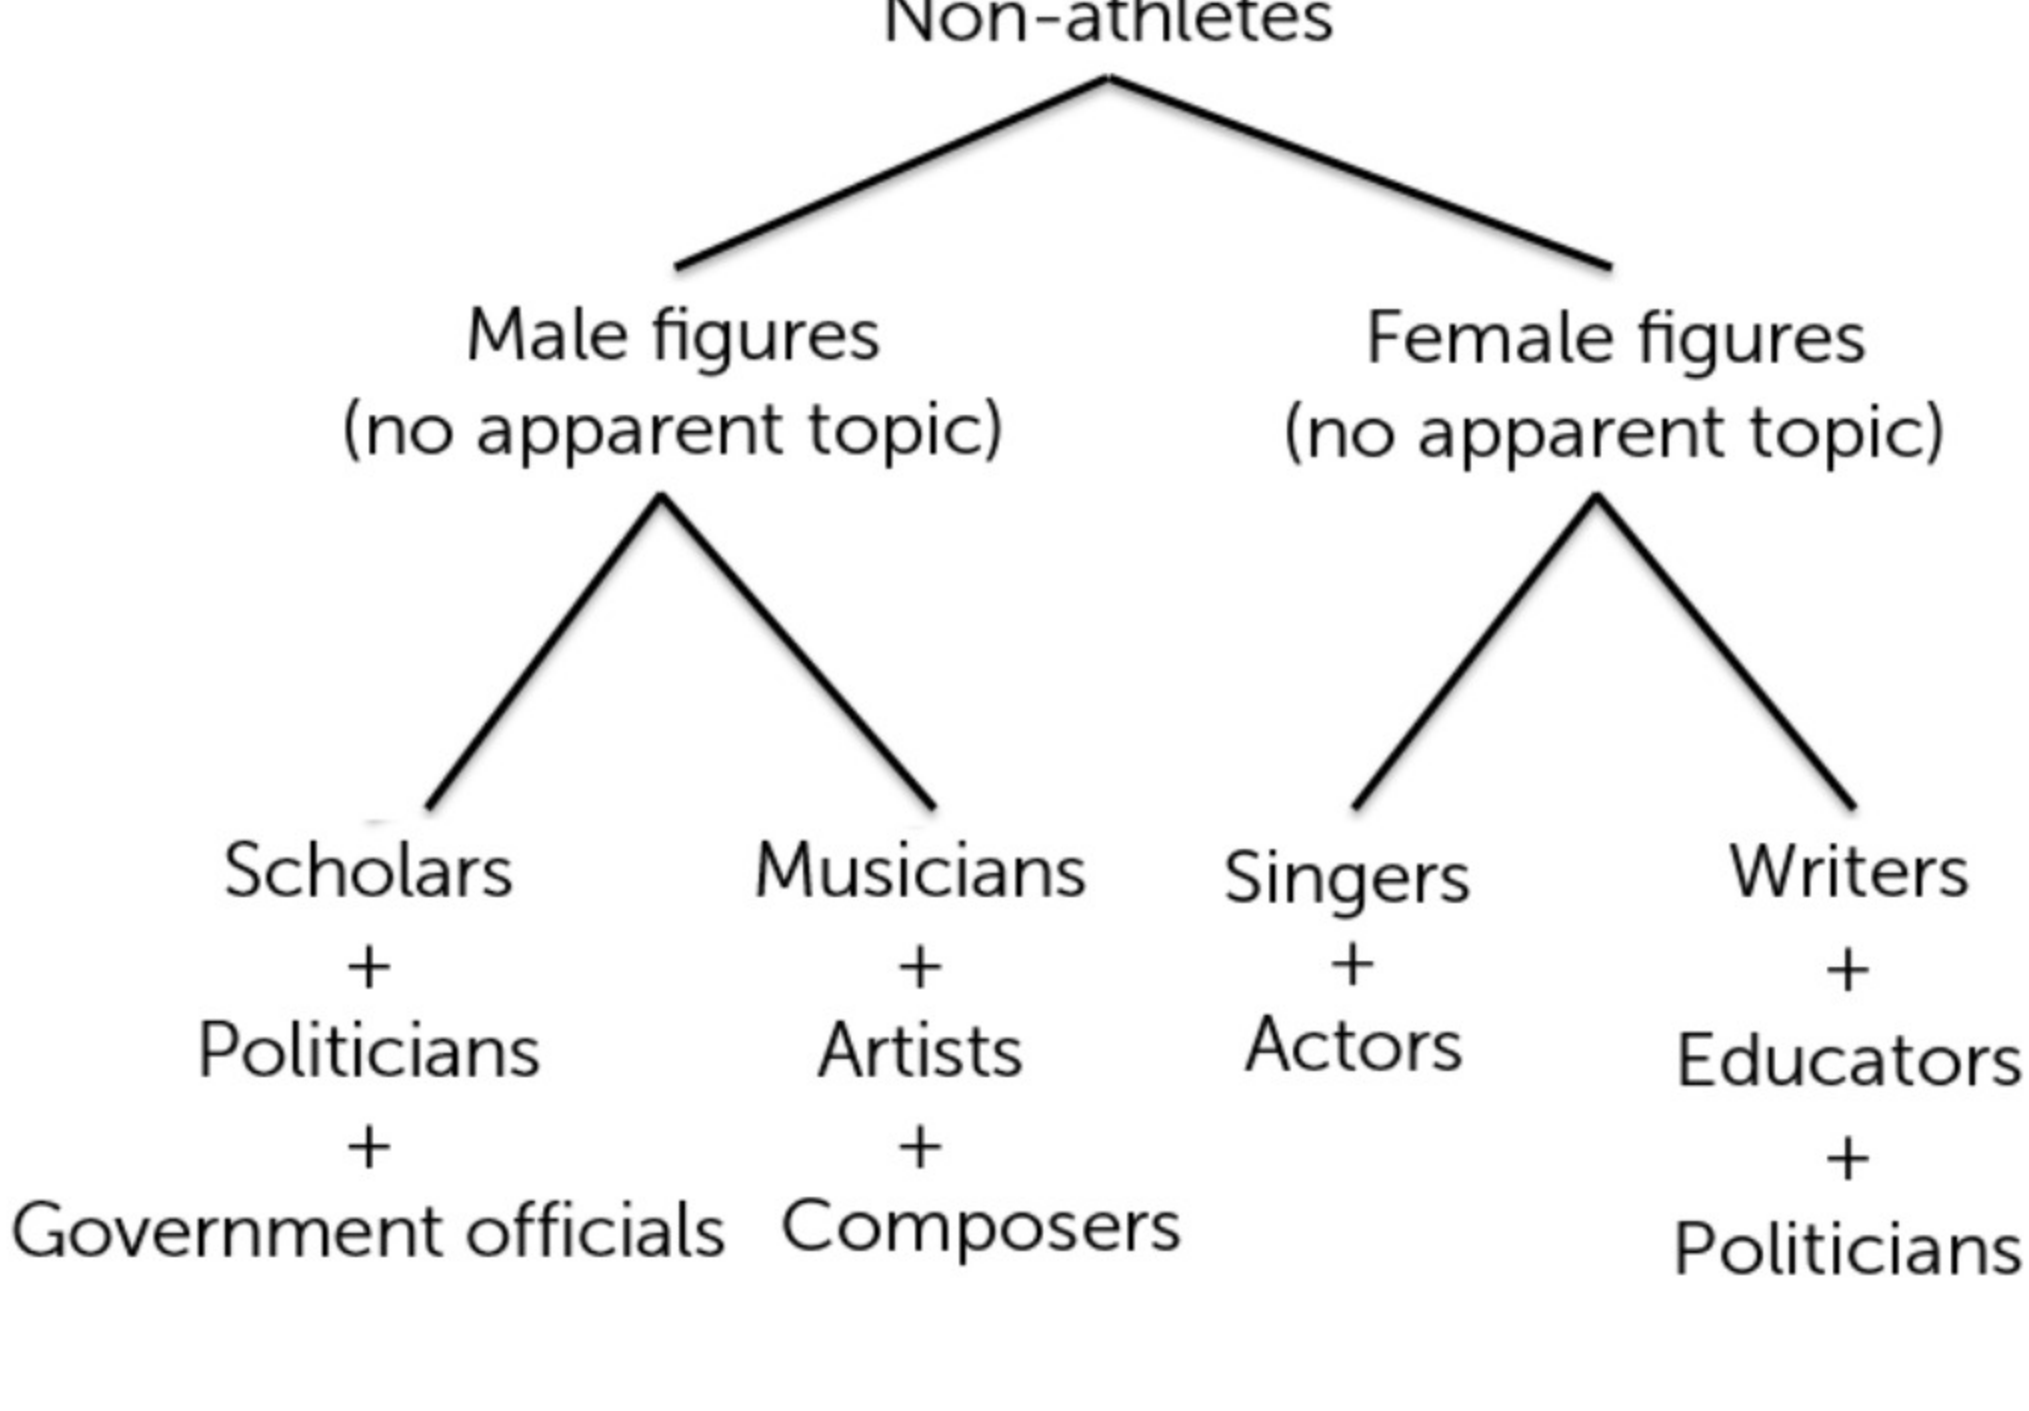 Non-athletes
Male figures
(no apparent topic)
Female figures
(no apparent topic)
Scholars
+
Politicians
+
Government officials
Musicians
+
Artists
+
Composers
Singers
+
Actors
Writers
+
Educators
+
Politicians